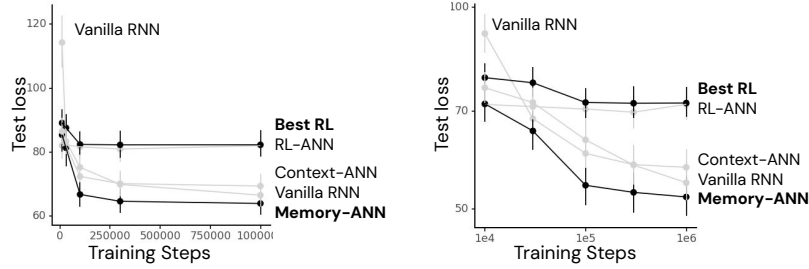 120
100
80
60
Test loss
Vanilla RNN
Best RL
RL-ANN
Context-ANN
Vanilla RNN
Memory-ANN
0
250000
500000
750000
100000
Training Steps
100
70
50
Test loss
Vanilla RNN
Best RL
RL-ANN
Context-ANN
Vanilla RNN
Memory-ANN
1e4
1e5
1e6
Training Steps